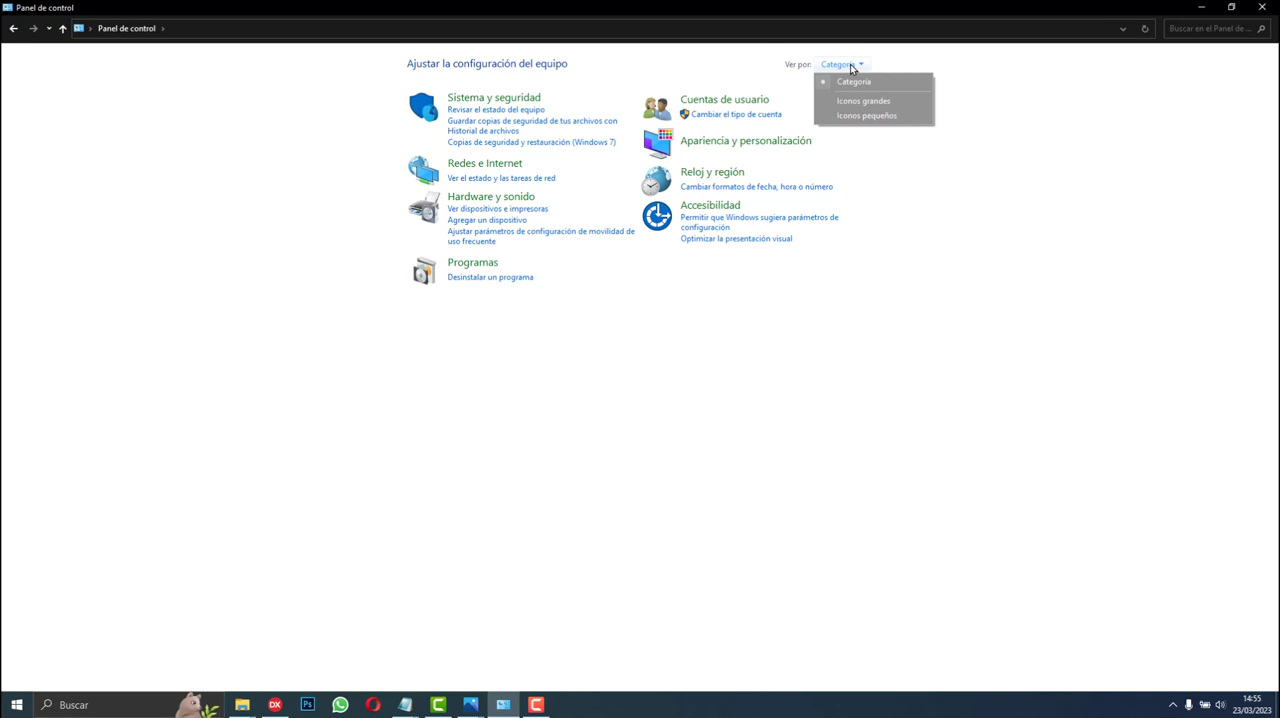 Panel de control
Panel de control
Buscar en el Panel de ...
Ajustar la configuración del equipo
Ver por:
Categoría
Categoría
Iconos grandes
Iconos pequeños
Sistema y seguridad
Revisar el estado del equipo
Guardar copias de seguridad de tus archivos con
Historial de archivos
Copias de seguridad y restauración (Windows 7)
Redes e Internet
Ver el estado y las tareas de red
Hardware y sonido
Ver dispositivos e impresoras
Agregar un dispositivo
Ajustar parámetros de configuración de movilidad de
uso frecuente
Programas
Desinstalar un programa
Cuentas de usuario
Cambiar el tipo de cuenta
Apariencia y personalización
Reloj y región
Cambiar formatos de fecha, hora o número
Accesibilidad
Permitir que Windows sugiera parámetros de
configuración
Optimizar la presentación visual
Buscar
DX
Ps
C
C
14:55
23/03/2023